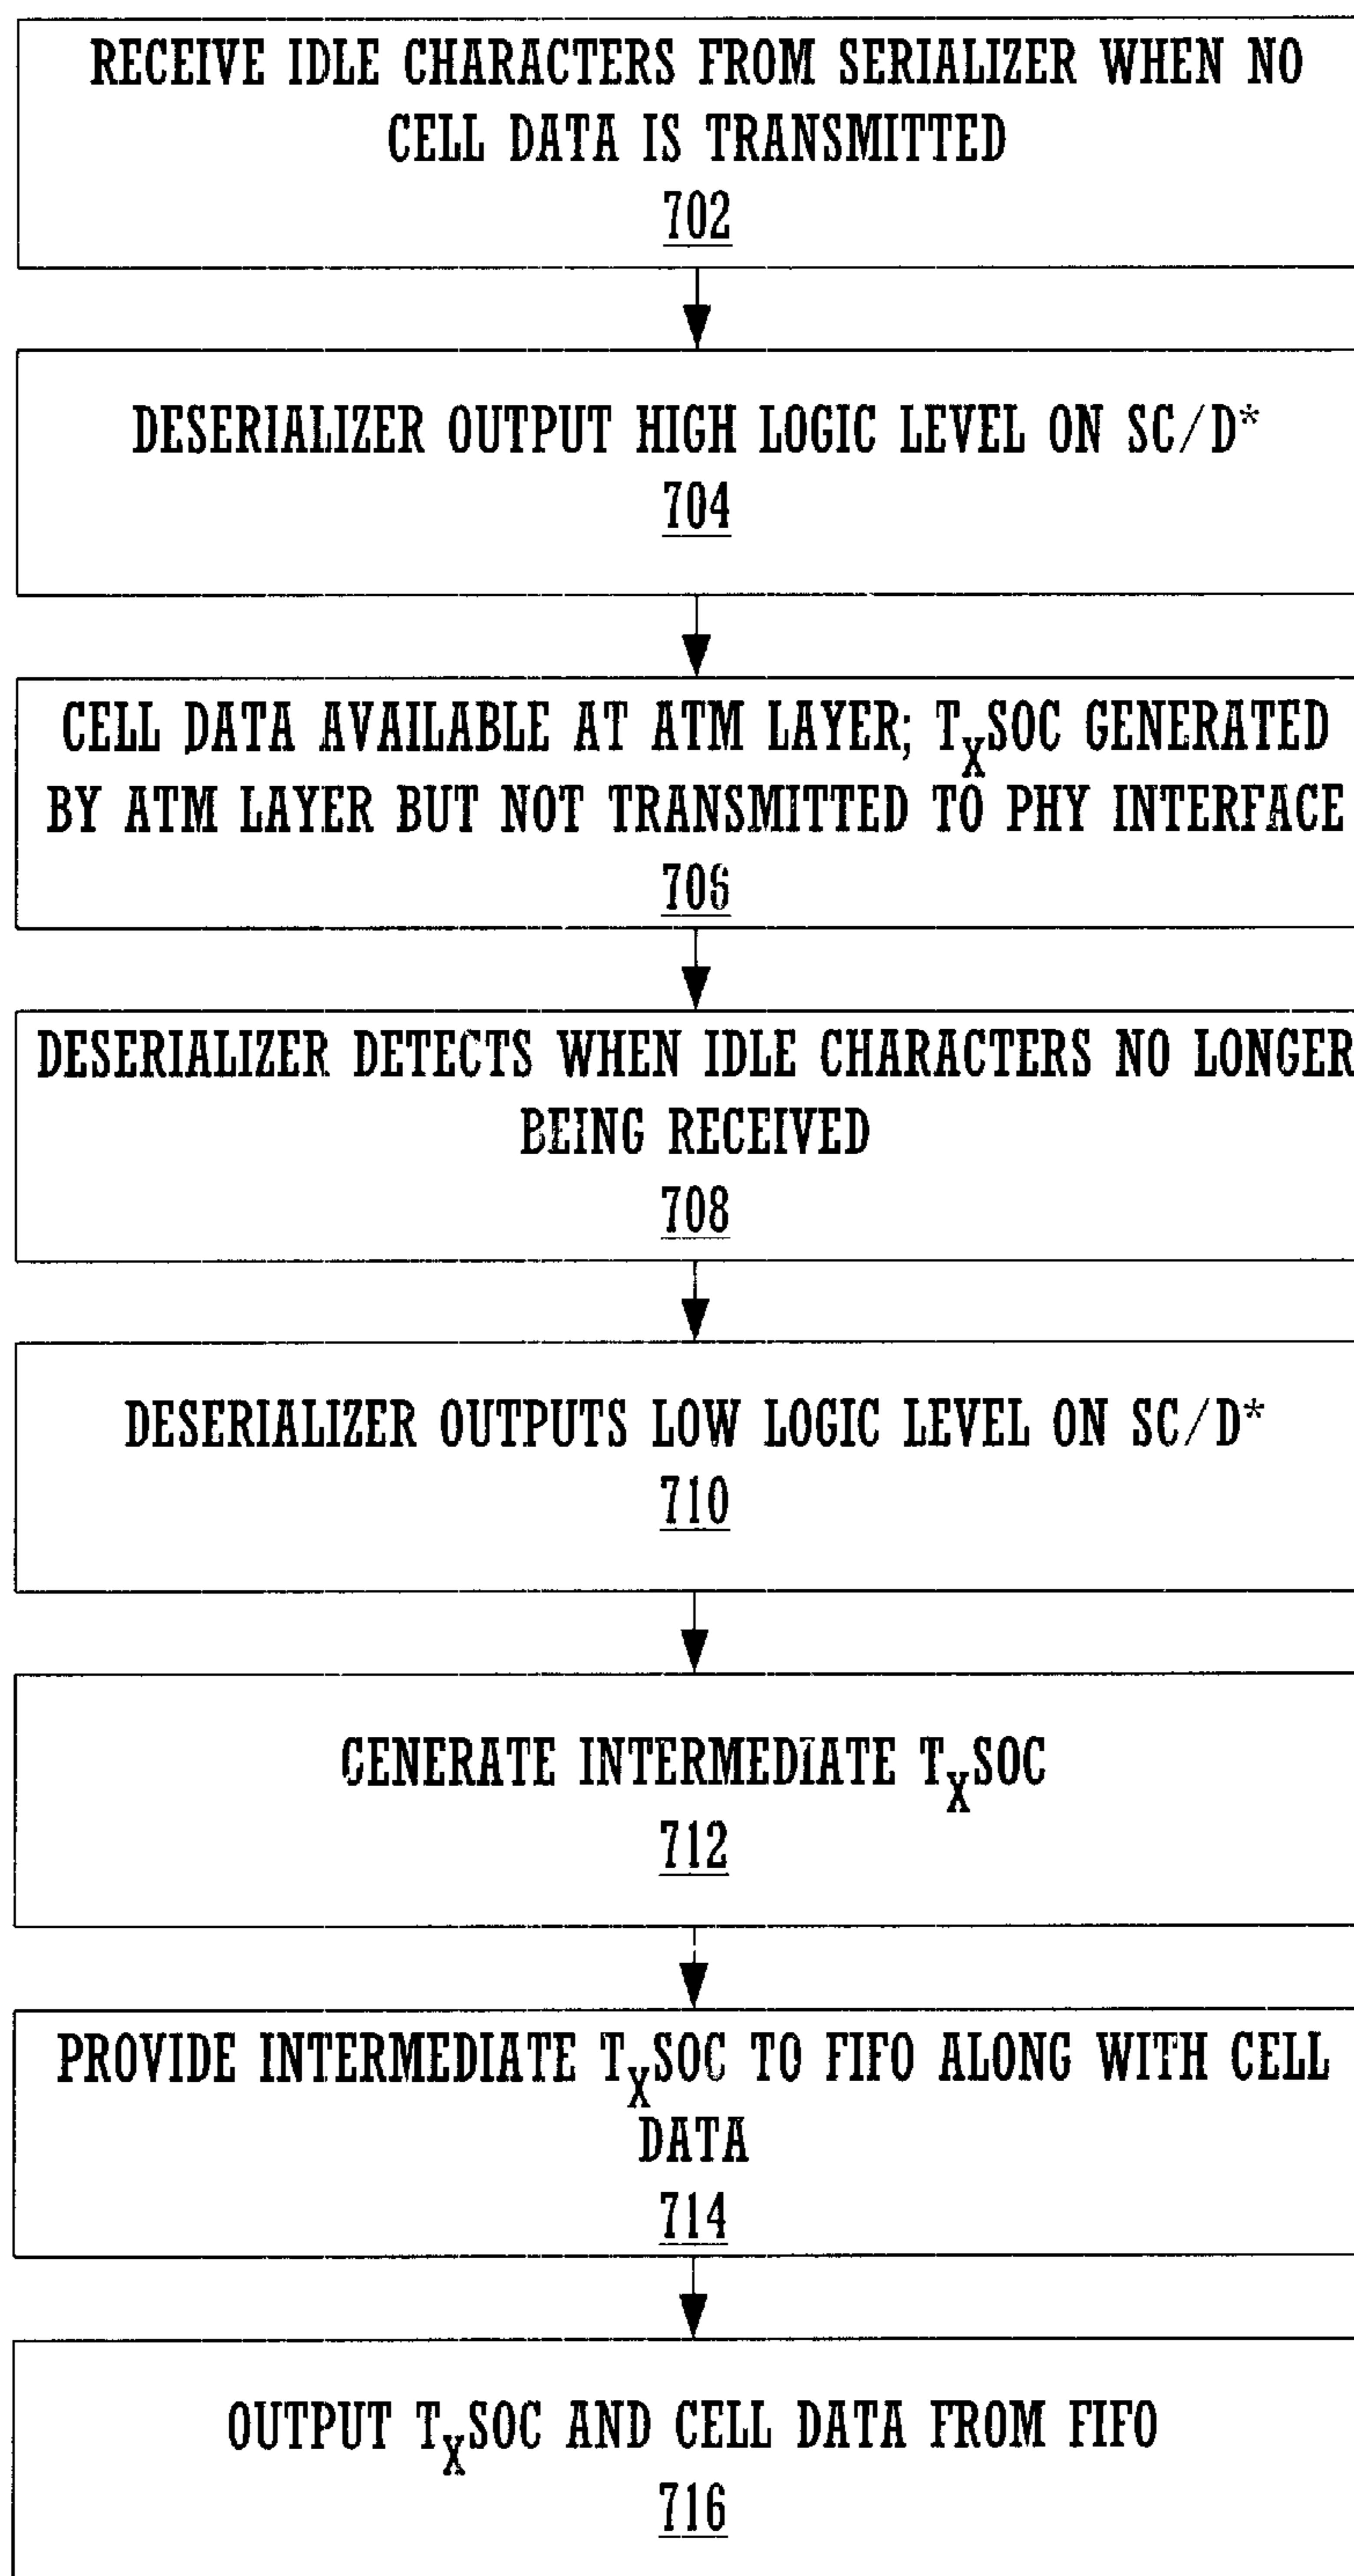 RECEIVE IDLE CHARACTERS FROM SERIALIZER WHEN NO
CELL DATA IS TRANSMITTED
702
DESERIALIZER OUTPUT HIGH LOGIC LEVEL ON SC/D*
704
CELL DATA AVAILABLE AT ATM LAYER; TXSOC GENERATED
BY ATM LAYER BUT NOT TRANSMITTED TO PHY INTERFACE
706
DESERIALIZER DETECTS WHEN IDLE CHARACTERS NO LONGER
BEING RECEIVED
708
DESERIALIZER OUTPUTS LOW LOGIC LEVEL ON SC/D*
710
GENERATE INTERMEDIATE TXSOC
712
PROVIDE INTERMEDIATE TXSOC TO FIFO ALONG WITH CELL
DATA
714
OUTPUT TXSOC AND CELL DATA FROM FIFO
716